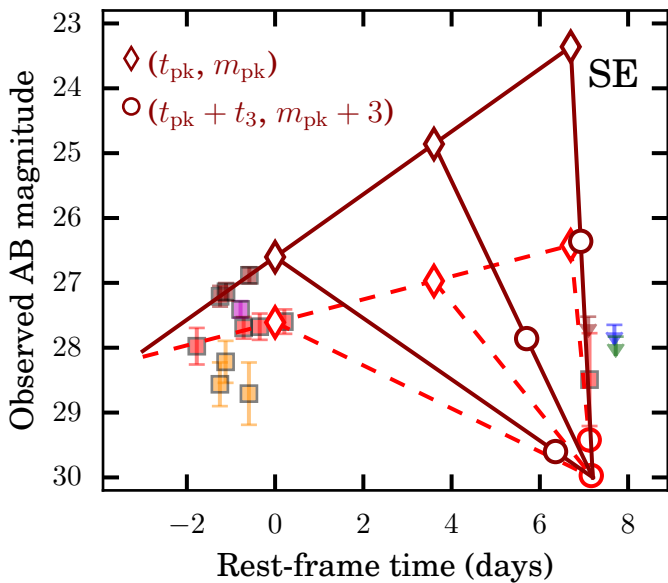 23
24
25
26
27
28
29
30
Observed AB magnitude
(t_pk, m_pk)
(t_pk + t_3, m_pk + 3)
SE
−2 0 2 4 6 8
Rest-frame time (days)